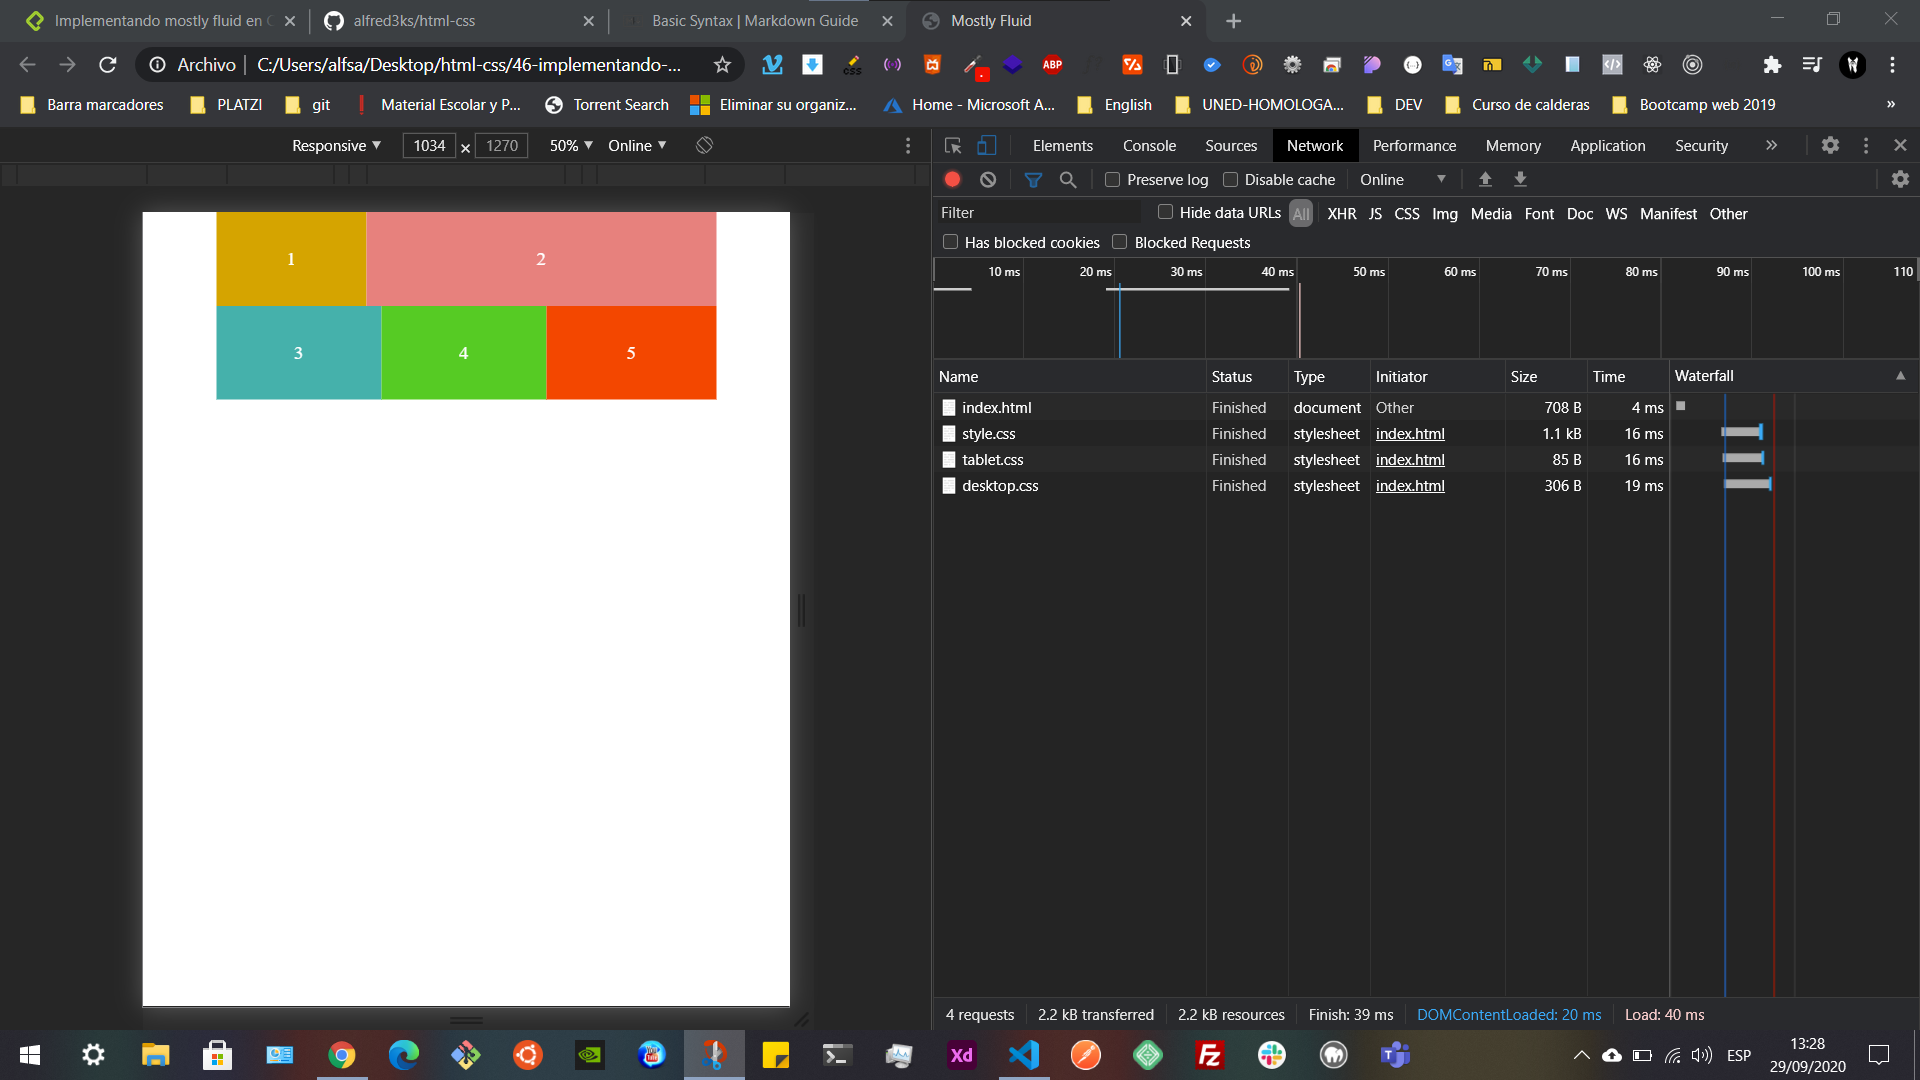 Implementando mostly fluid en C
alfred3ks/html-css
Basic Syntax | Markdown Guide
Mostly Fluid
Archivo
C:/Users/alfsa/Desktop/html-css/46-implementando-...
css
ABP
Barra marcadores
PLATZI
git
Material Escolar y P...
Torrent Search
Eliminar su organiz...
Home - Microsoft A...
English
UNED-HOMOLOGA...
DEV
Curso de calderas
Bootcamp web 2019
»
Responsive
1034 × 1270
50%
Online
Elements
Console
Sources
Network
Performance
Memory
Application
Security
»
Preserve log
Disable cache
Online
Filter
Hide data URLs
All
XHR
JS
CSS
Img
Media
Font
Doc
WS
Manifest
Other
Has blocked cookies
Blocked Requests
10 ms
20 ms
30 ms
40 ms
50 ms
60 ms
70 ms
80 ms
90 ms
100 ms
110
Name Status Type Initiator Size Time Waterfall
index.html Finished document Other 708 B 4 ms
style.css Finished stylesheet index.html 1.1 kB 16 ms
tablet.css Finished stylesheet index.html 85 B 16 ms
desktop.css Finished stylesheet index.html 306 B 19 ms
1
2
3
4
5
4 requests
2.2 kB transferred
2.2 kB resources
Finish: 39 ms
DOMContentLoaded: 20 ms
Load: 40 ms
Xd
FZ
ESP
13:28
29/09/2020